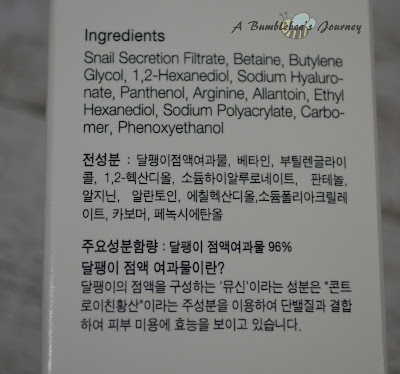 A Bumblebee's Journey
Ingredients
Snail Secretion Filtrate, Betaine, Butylene
Glycol, 1,2-Hexanediol, Sodium Hyaluro-
nate, Panthenol, Arginine, Allantoin, Ethyl
Hexanediol, Sodium Polyacrylate, Carbo-
mer, Phenoxyethanol
전성분 : 달팽이점액여과물, 베타인, 부틸렌글라이
콜, 1,2-헥산디올, 소듐하이알루로네이트, 판테놀,
알지닌, 알란토인, 에칠헥산디올,소듐폴리아크릴레
이트, 카보머, 페녹시에탄올
주요성분함량 : 달팽이 점액여과물 96%
달팽이 점액 여과물이란?
달팽이의 점액을 구성하는 '뮤신'이라는 성분은 "콘트
로이친황산"이라는 주성분을 이용하여 단백질과 결합
하여 피부 미용에 효능을 보이고 있습니다.